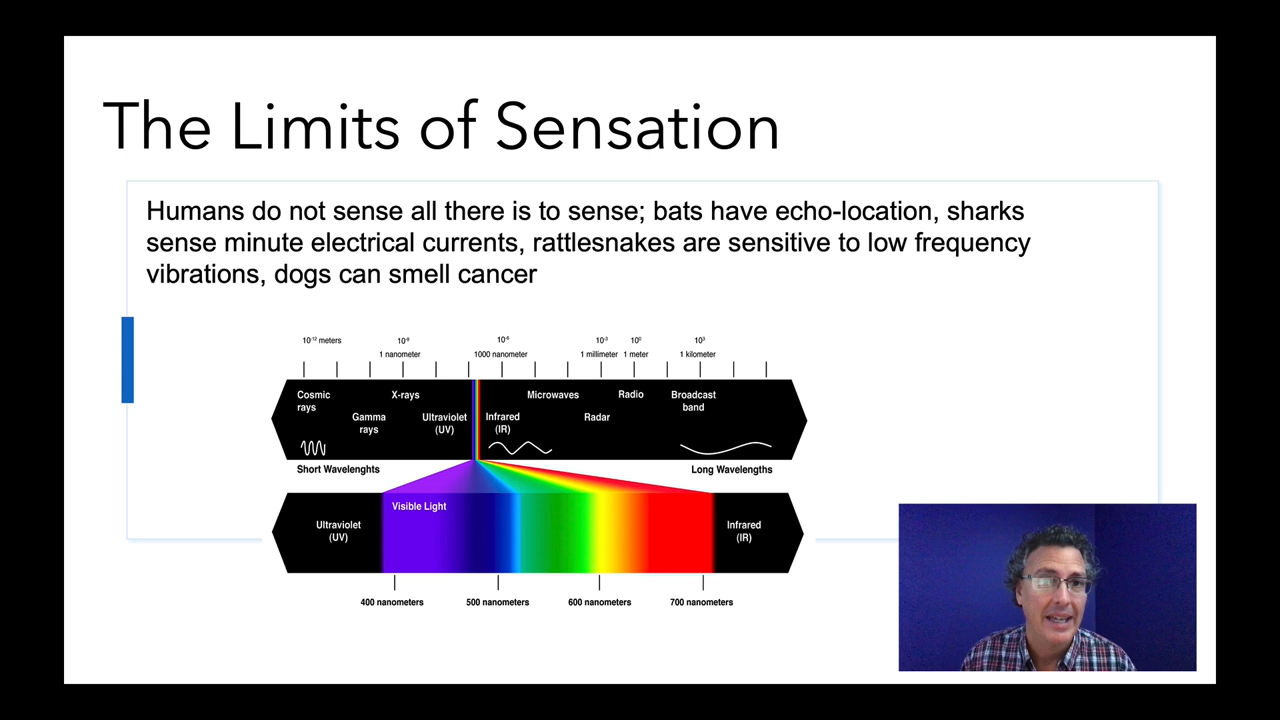 The Limits of Sensation
Humans do not sense all there is to sense; bats have echo-location, sharks
sense minute electrical currents, rattlesnakes are sensitive to low frequency
vibrations, dogs can smell cancer
10⁻¹² meters 10⁻⁹ 10⁻⁶ 10⁻³ 10⁰ 10³
1 nanometer 1000 nanometer 1 millimeter 1 meter 1 kilometer
Cosmic rays X-rays Microwaves Radio Broadcast band
Gamma rays Ultraviolet (UV) Infrared (IR) Radar
Short Wavelenghts Long Wavelengths
Visible Light
Ultraviolet (UV) Infrared (IR)
400 nanometers 500 nanometers 600 nanometers 700 nanometers